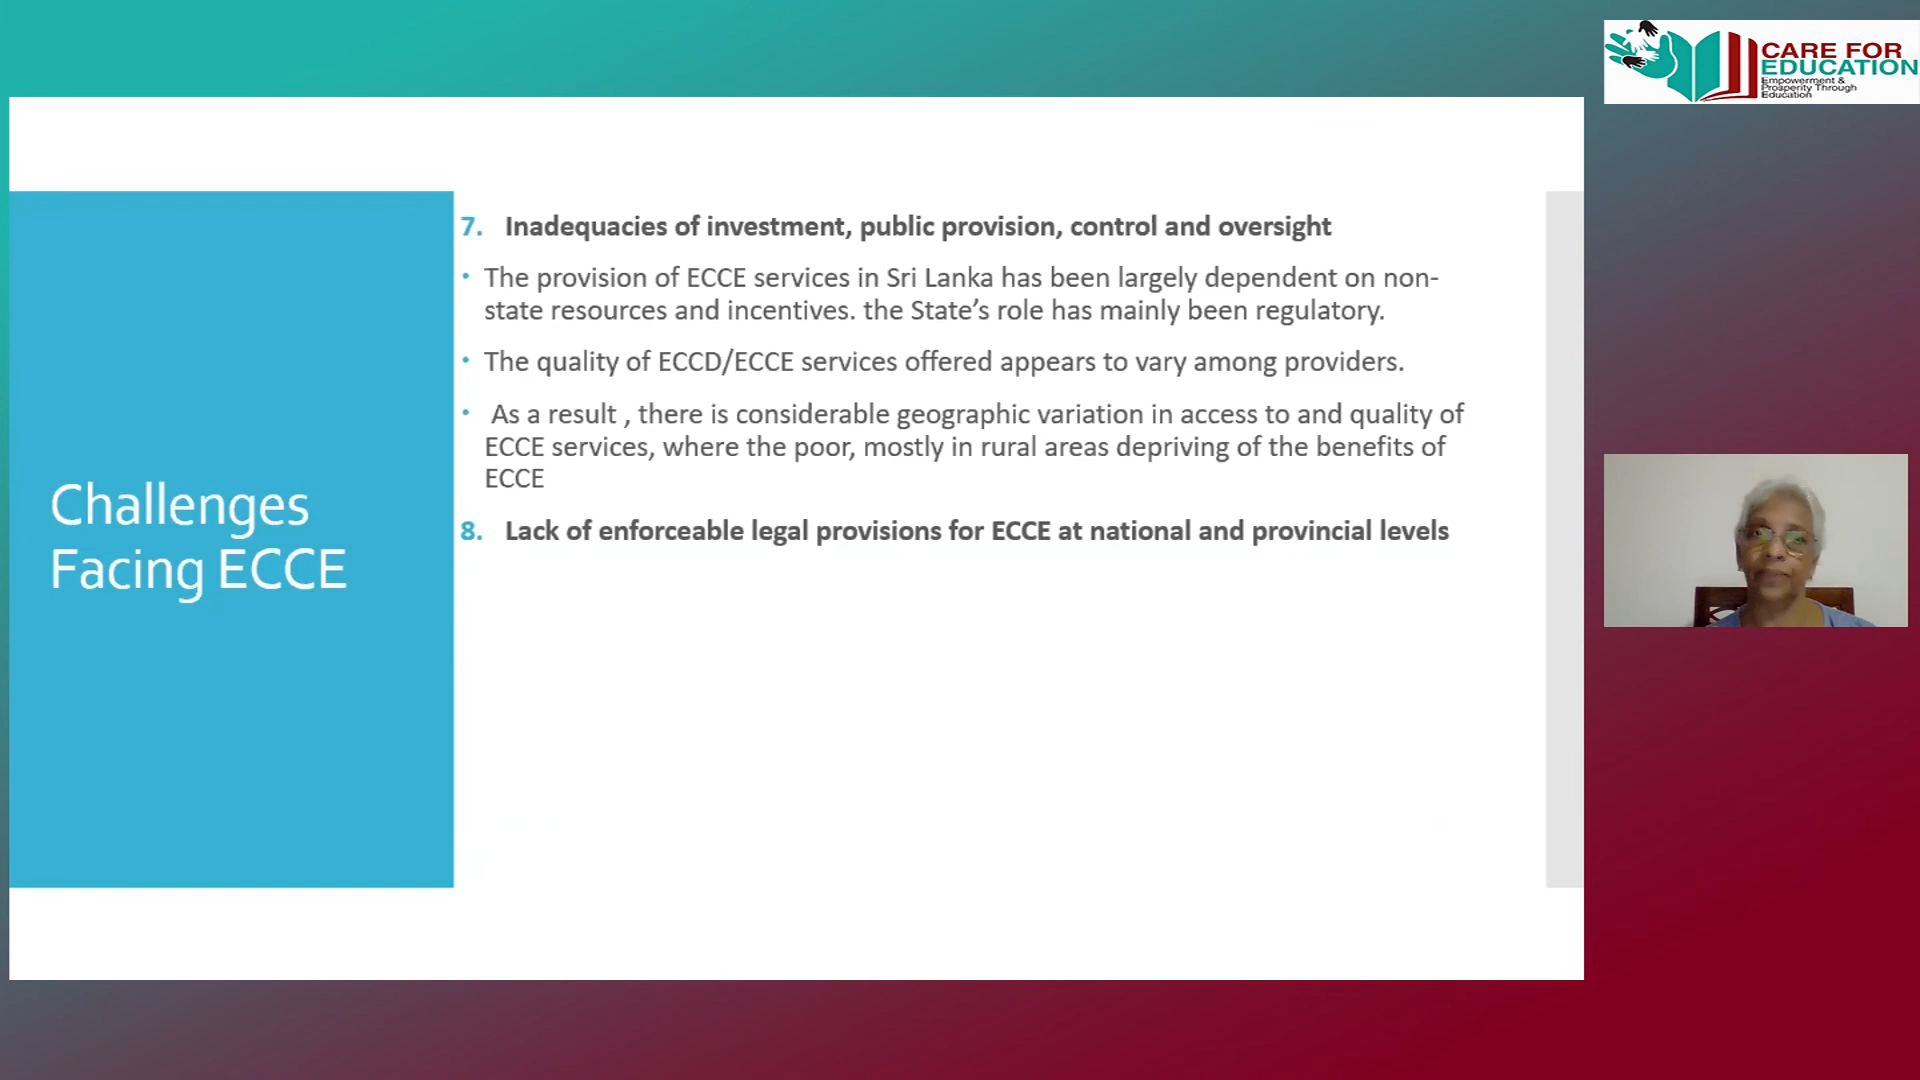 CARE FOR
EDUCATION
Empowerment &
Prosperity Through
Education
Challenges
Facing ECCE
7. Inadequacies of investment, public provision, control and oversight
• The provision of ECCE services in Sri Lanka has been largely dependent on non-
state resources and incentives. the State’s role has mainly been regulatory.
• The quality of ECCD/ECCE services offered appears to vary among providers.
• As a result , there is considerable geographic variation in access to and quality of
ECCE services, where the poor, mostly in rural areas depriving of the benefits of
ECCE
8. Lack of enforceable legal provisions for ECCE at national and provincial levels